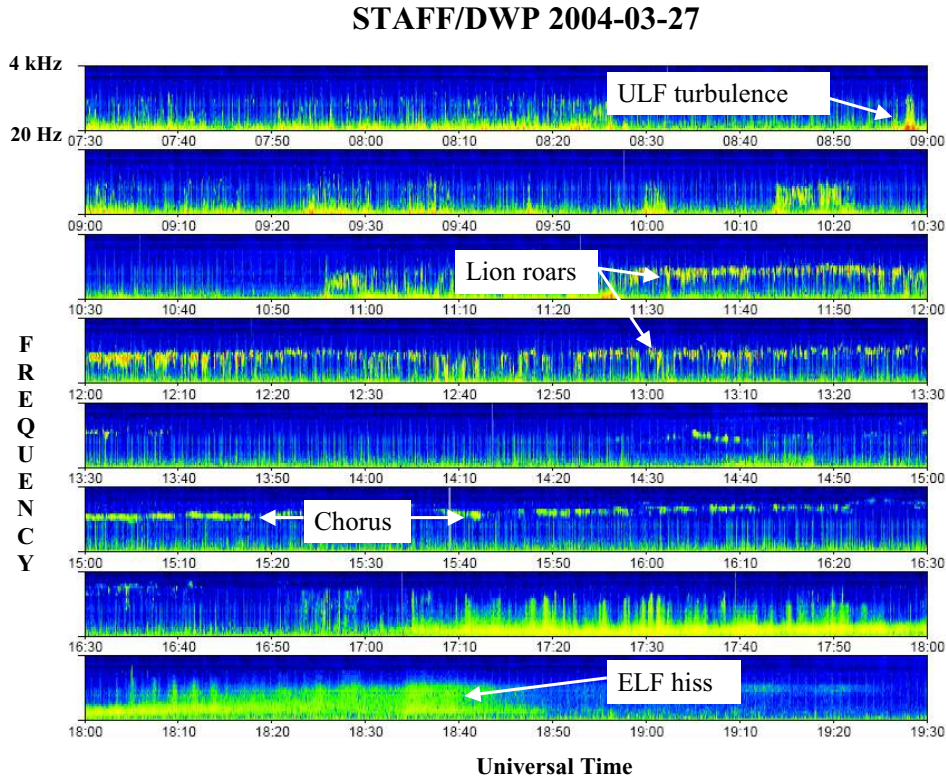 STAFF/DWP 2004-03-27
4 kHz
20 Hz
ULF turbulence
07:30 07:40 07:50 08:00 08:10 08:20 08:30 08:40 08:50 09:00
09:00 09:10 09:20 09:30 09:40 09:50 10:00 10:10 10:20 10:30
Lion roars
10:30 10:40 10:50 11:00 11:10 11:20 11:30 11:40 11:50 12:00
12:00 12:10 12:20 12:30 12:40 12:50 13:00 13:10 13:20 13:30
13:30 13:40 13:50 14:00 14:10 14:20 14:30 14:40 14:50 15:00
Chorus
15:00 15:10 15:20 15:30 15:40 15:50 16:00 16:10 16:20 16:30
16:30 16:40 16:50 17:00 17:10 17:20 17:30 17:40 17:50 18:00
ELF hiss
18:00 18:10 18:20 18:30 18:40 18:50 19:00 19:10 19:20 19:30
FREQUENCY
Universal Time